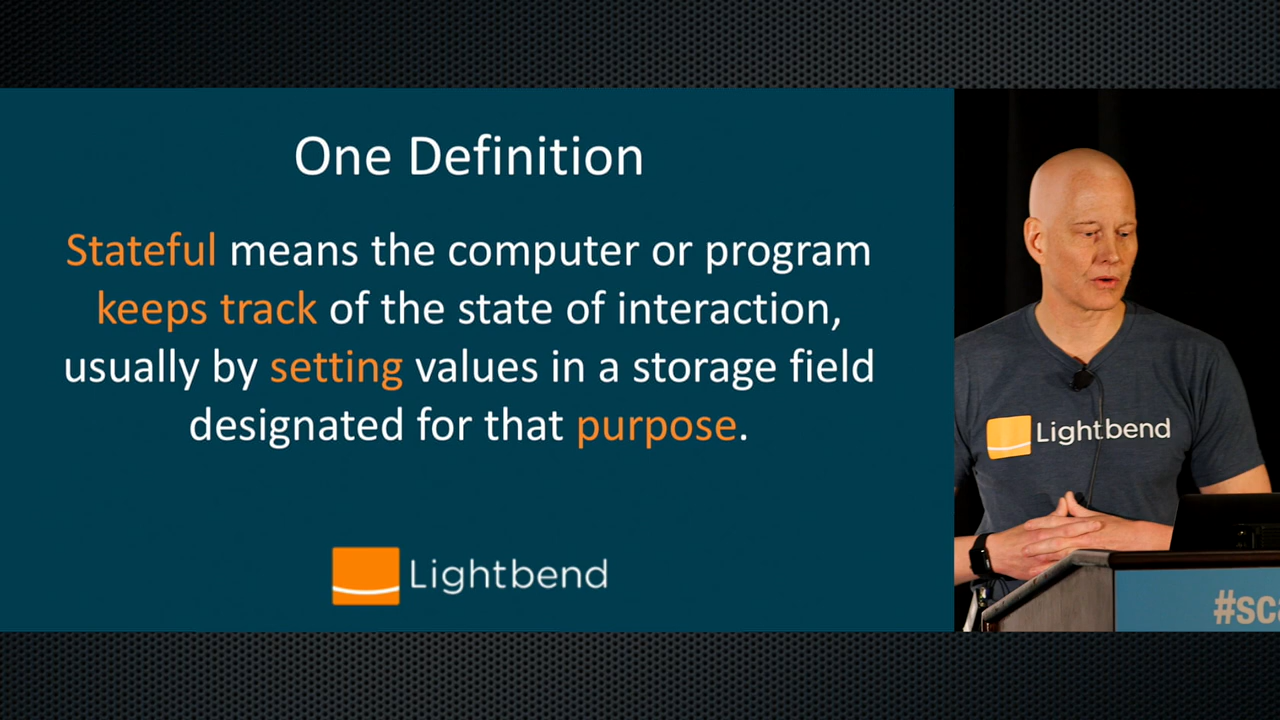 One Definition
Stateful means the computer or program
keeps track of the state of interaction,
usually by setting values in a storage field
designated for that purpose.
Lightbend
Lightbend